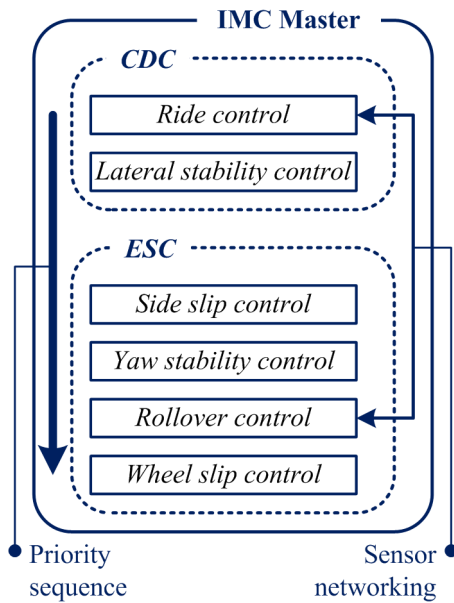 IMC Master
CDC
Ride control
Lateral stability control
ESC
Side slip control
Yaw stability control
Rollover control
Wheel slip control
Priority
sequence
Sensor
networking